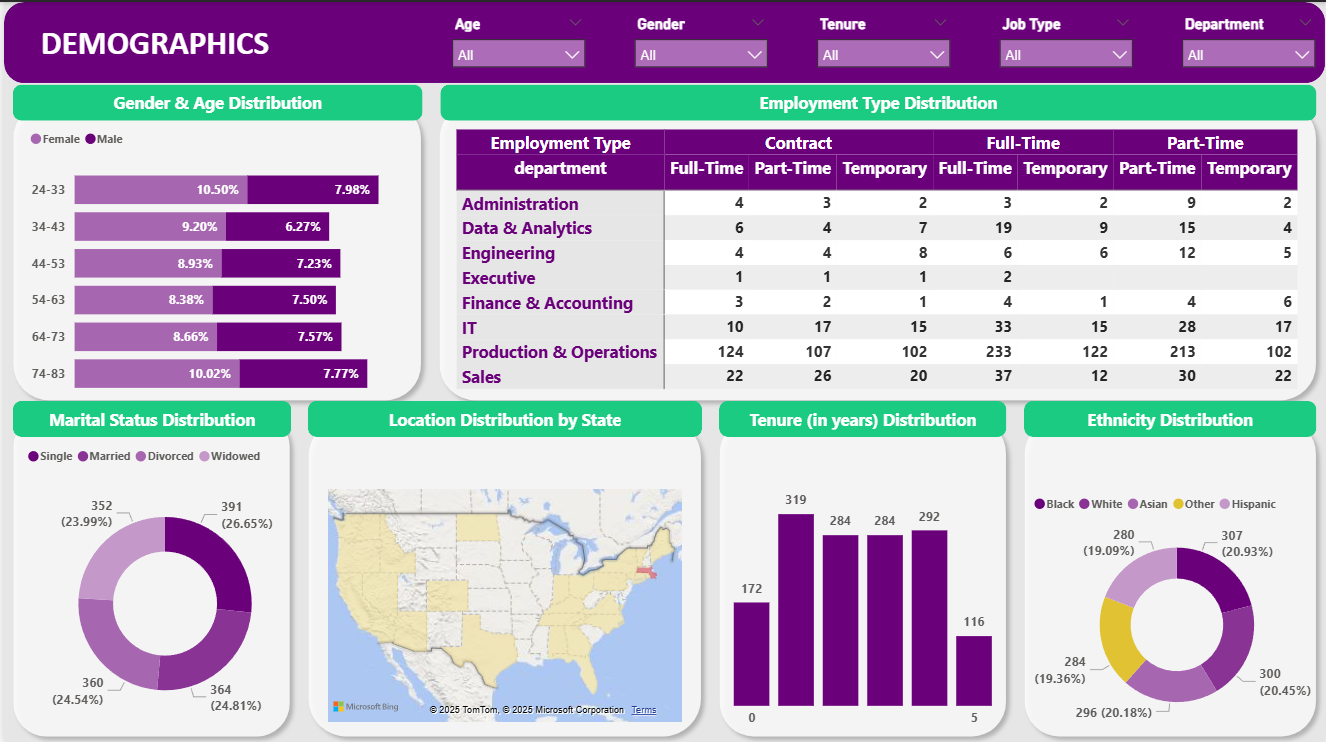 DEMOGRAPHICS
Age Gender Tenure Job Type Department
All All All All All
Gender & Age Distribution
Female Male
24-33 10.50% 7.98%
34-43 9.20% 6.27%
44-53 8.93% 7.23%
54-63 8.38% 7.50%
64-73 8.66% 7.57%
74-83 10.02% 7.77%
Employment Type Distribution
Employment Type Contract Full-Time Part-Time
department Full-Time Part-Time Temporary Full-Time Temporary Part-Time Temporary
Administration 4 3 2 3 2 9 2
Data & Analytics 6 4 7 19 9 15 4
Engineering 4 4 8 6 6 12 5
Executive 1 1 1 2
Finance & Accounting 3 2 1 4 1 4 6
IT 10 17 15 33 15 28 17
Production & Operations 124 107 102 233 122 213 102
Sales 22 26 20 37 12 30 22
Marital Status Distribution
Single Married Divorced Widowed
352
(23.99%)
391
(26.65%)
360
(24.54%)
364
(24.81%)
Location Distribution by State
Microsoft Bing
© 2025 TomTom, © 2025 Microsoft Corporation Terms
Tenure (in years) Distribution
172 319 284 284 292 116
0 5
Ethnicity Distribution
Black White Asian Other Hispanic
280
(19.09%)
307
(20.93%)
284
(19.36%)
300
(20.45%)
296 (20.18%)